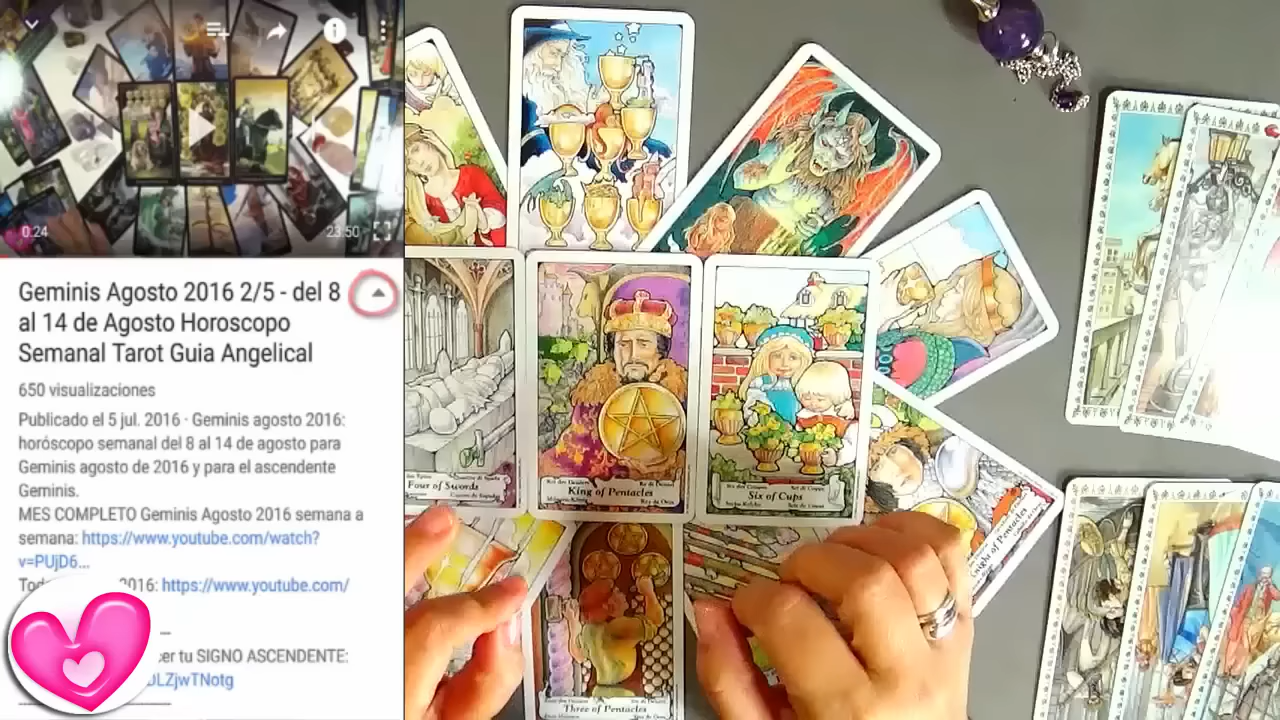 0:24
23:50
Geminis Agosto 2016 2/5 - del 8
al 14 de Agosto Horoscopo
Semanal Tarot Guia Angelical
650 visualizaciones
Publicado el 5 jul. 2016 · Geminis agosto 2016:
horóscopo semanal del 8 al 14 de agosto para
Geminis agosto de 2016 y para el ascendente
Geminis.
MES COMPLETO Geminis Agosto 2016 semana a
semana: https://www.youtube.com/watch?
v=PUjD6...
2016: https://www.youtube.com/
tu SIGNO ASCENDENTE:
Four of Swords
King of Pentacles
Six of Cups
Knight of Pentacles
Three of Pentacles